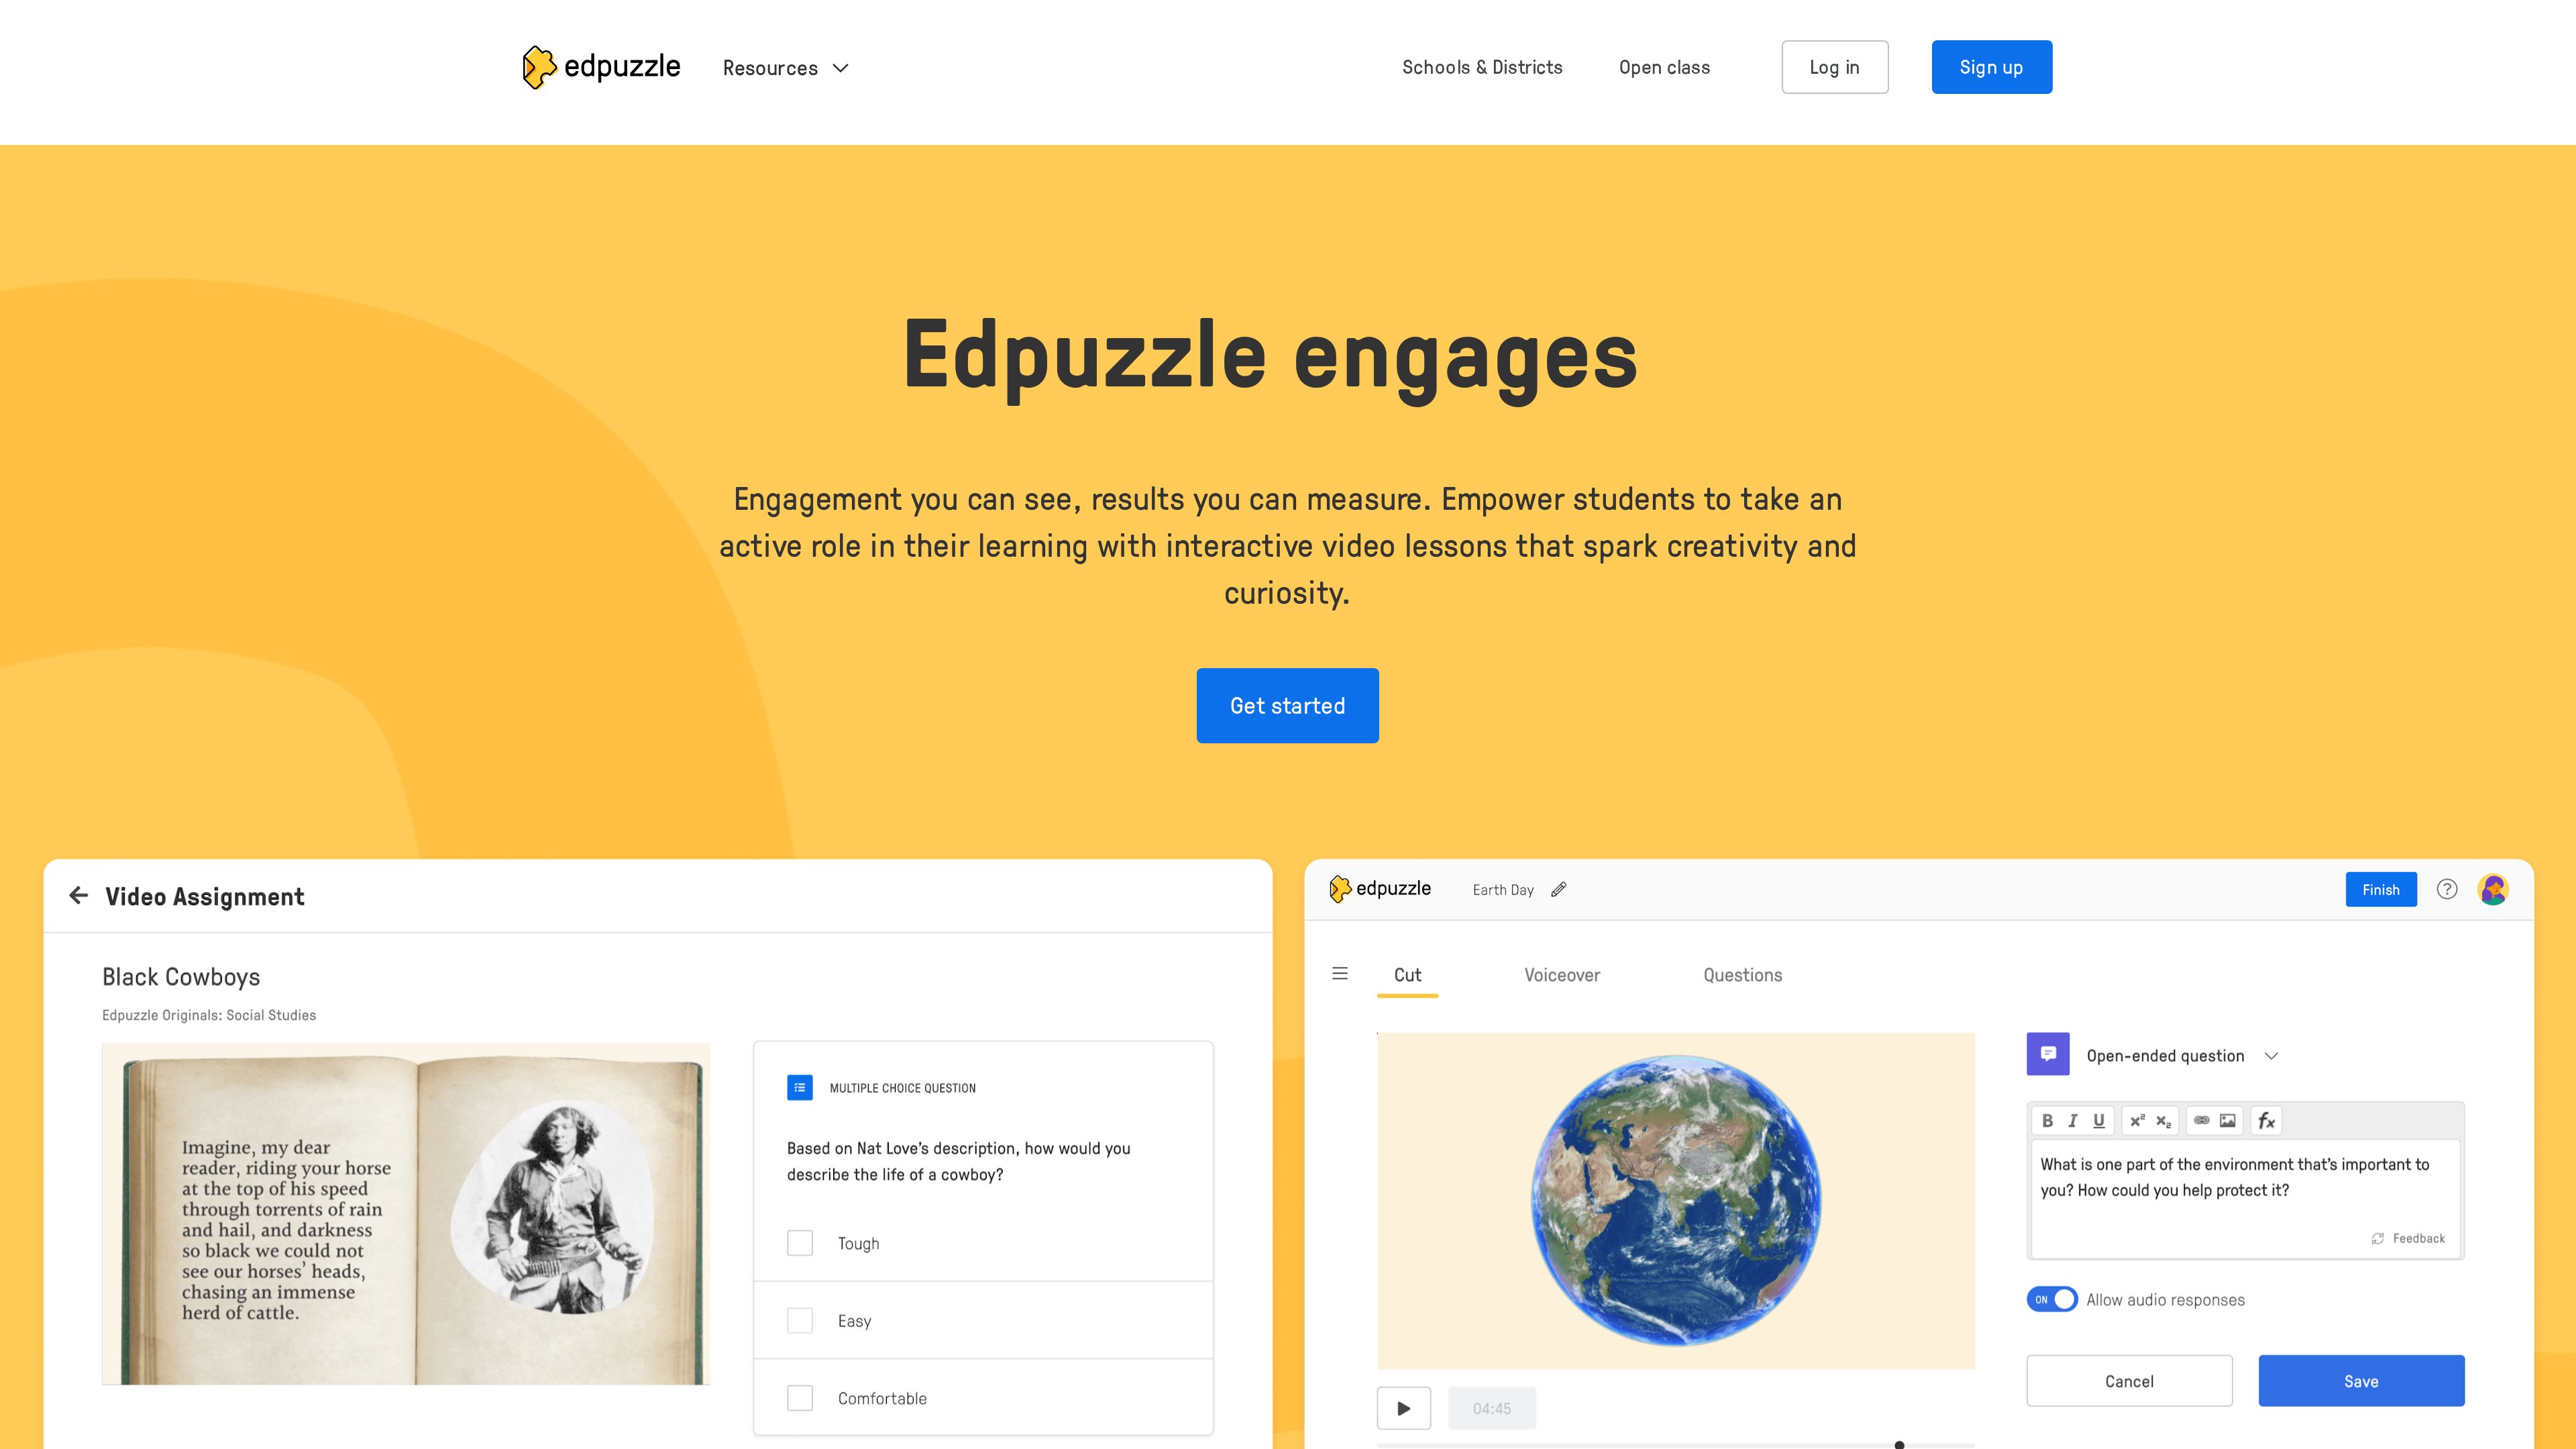 edpuzzle
Resources
Schools & Districts
Open class
Log in
Sign up
Edpuzzle engages
Engagement you can see, results you can measure. Empower students to take an
active role in their learning with interactive video lessons that spark creativity and
curiosity.
Get started
Video Assignment
Black Cowboys
Edpuzzle Originals: Social Studies
Imagine, my dear
reader, riding your horse
at the top of his speed
through torrents of rain
and hail, and darkness
so black we could not
see our horses' heads,
chasing an immense
herd of cattle.
MULTIPLE CHOICE QUESTION
Based on Nat Love's description, how would you
describe the life of a cowboy?
Tough
Easy
Comfortable
edpuzzle
Earth Day
Finish
?
Cut
Voiceover
Questions
04:45
Open-ended question
B I U x² x₂ fx
What is one part of the environment that's important to
you? How could you help protect it?
Feedback
ON
Allow audio responses
Cancel
Save